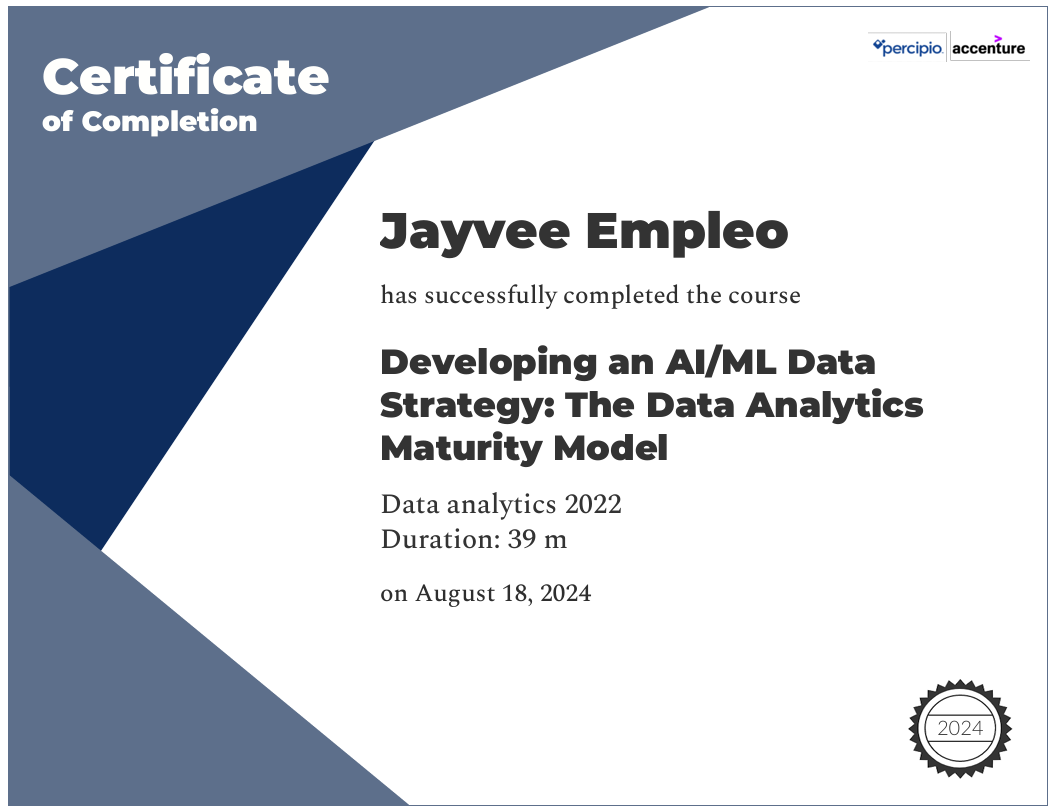 Certificate
of Completion
percipio.
accenture
Jayvee Empleo
has successfully completed the course
Developing an AI/ML Data
Strategy: The Data Analytics
Maturity Model
Data analytics 2022
Duration: 39 m
on August 18, 2024
2024